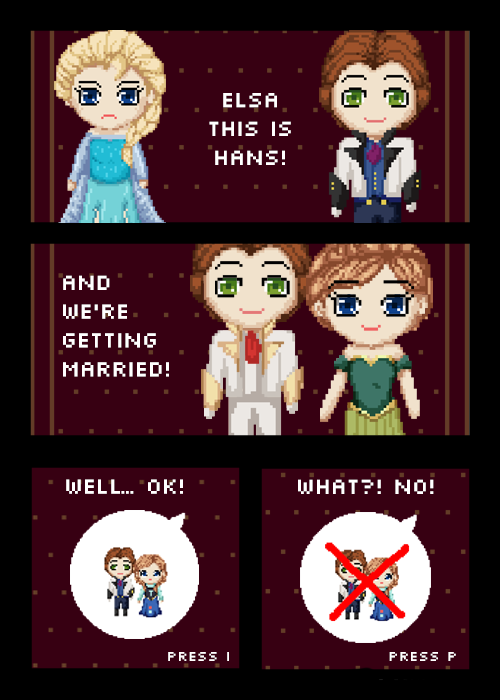 ELSA
THIS IS
HANS!
AND
WE'RE
GETTING
MARRIED!
WELL... OK!
WHAT?! NO!
PRESS I
PRESS P